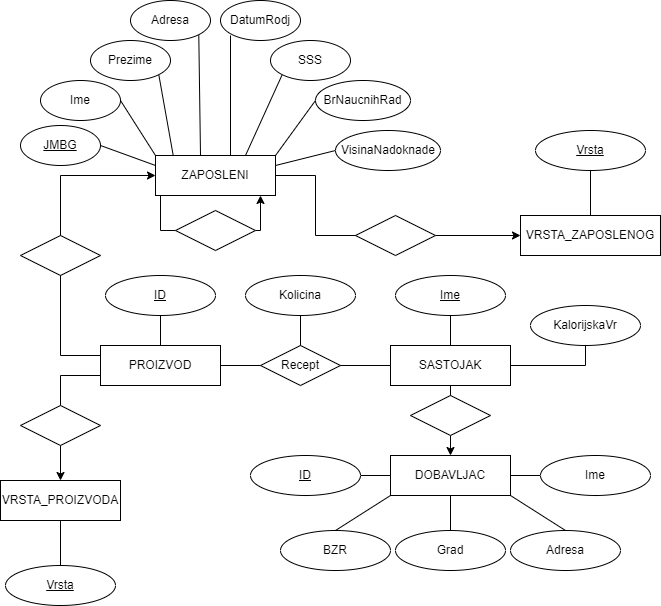 Adresa
DatumRodj
Prezime
SSS
Ime
BrNaucnihRad
JMBG
VisinaNadoknade
Vrsta
ZAPOSLENI
VRSTA_ZAPOSLENOG
ID
Kolicina
Ime
KalorijskaVr
PROIZVOD
Recept
SASTOJAK
ID
DOBAVLJAC
Ime
VRSTA_PROIZVODA
BZR
Grad
Adresa
Vrsta